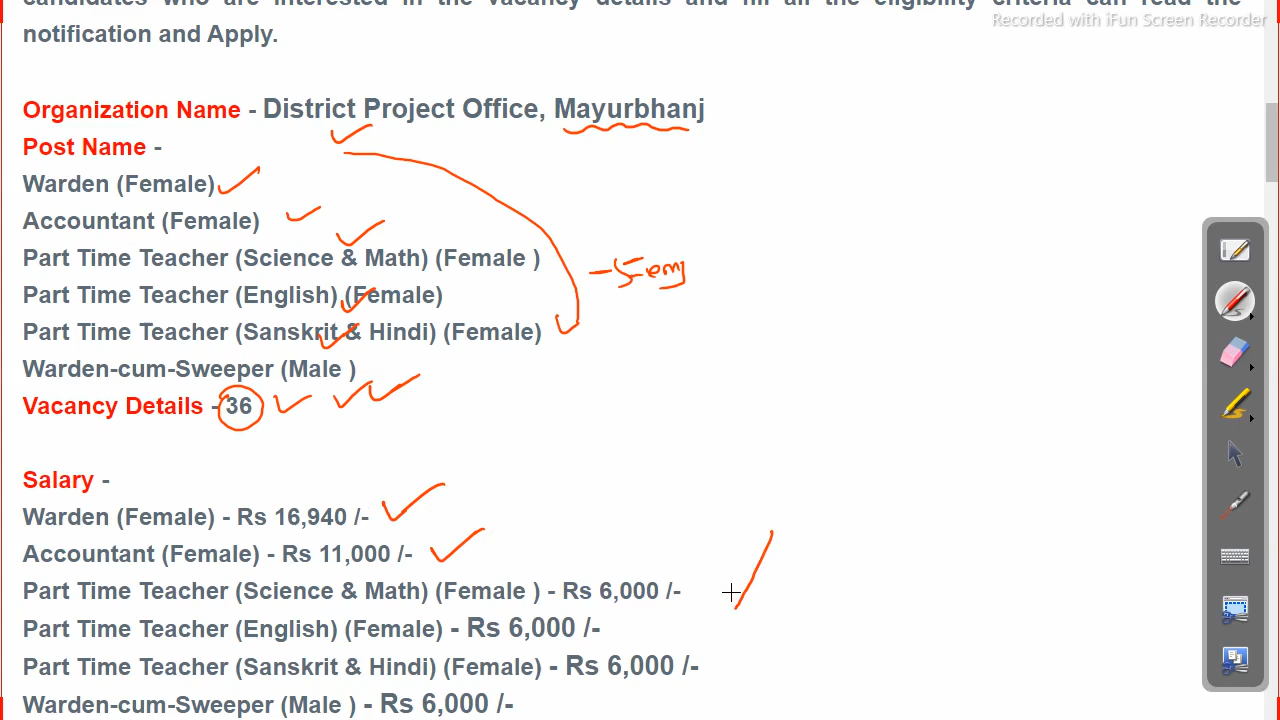 candidates who are interested in the vacancy details and fill all the eligibility criteria can read the
Recorded with iFun Screen Recorder
notification and Apply.
Organization Name - District Project Office, Mayurbhanj
Post Name -
Warden (Female)
Accountant (Female)
Part Time Teacher (Science & Math) (Female )
Part Time Teacher (English) (Female)
Part Time Teacher (Sanskrit & Hindi) (Female)
Warden-cum-Sweeper (Male )
Vacancy Details - 36
Salary -
Warden (Female) - Rs 16,940 /-
Accountant (Female) - Rs 11,000 /-
Part Time Teacher (Science & Math) (Female ) - Rs 6,000 /-
Part Time Teacher (English) (Female) - Rs 6,000 /-
Part Time Teacher (Sanskrit & Hindi) (Female) - Rs 6,000 /-
Warden-cum-Sweeper (Male ) - Rs 6,000 /-